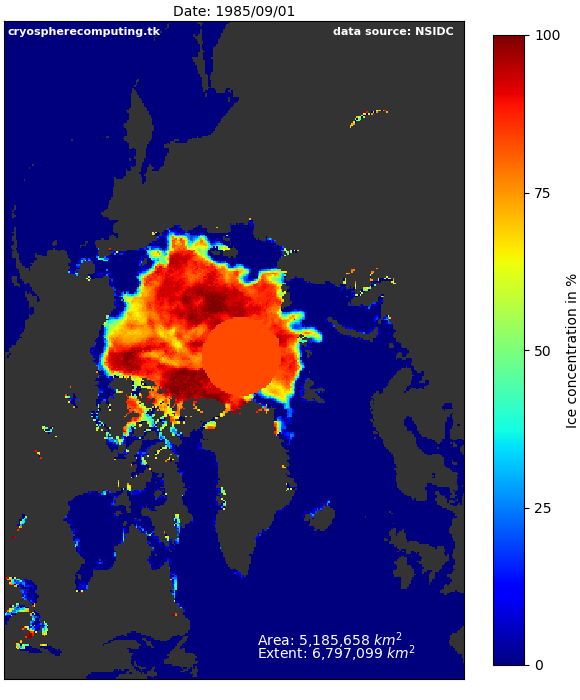 Date: 1985/09/01
cryospherecomputing.tk data source: NSIDC
100
75
50
25
0
Ice concentration in %
Area: 5,185,658 km²
Extent: 6,797,099 km²